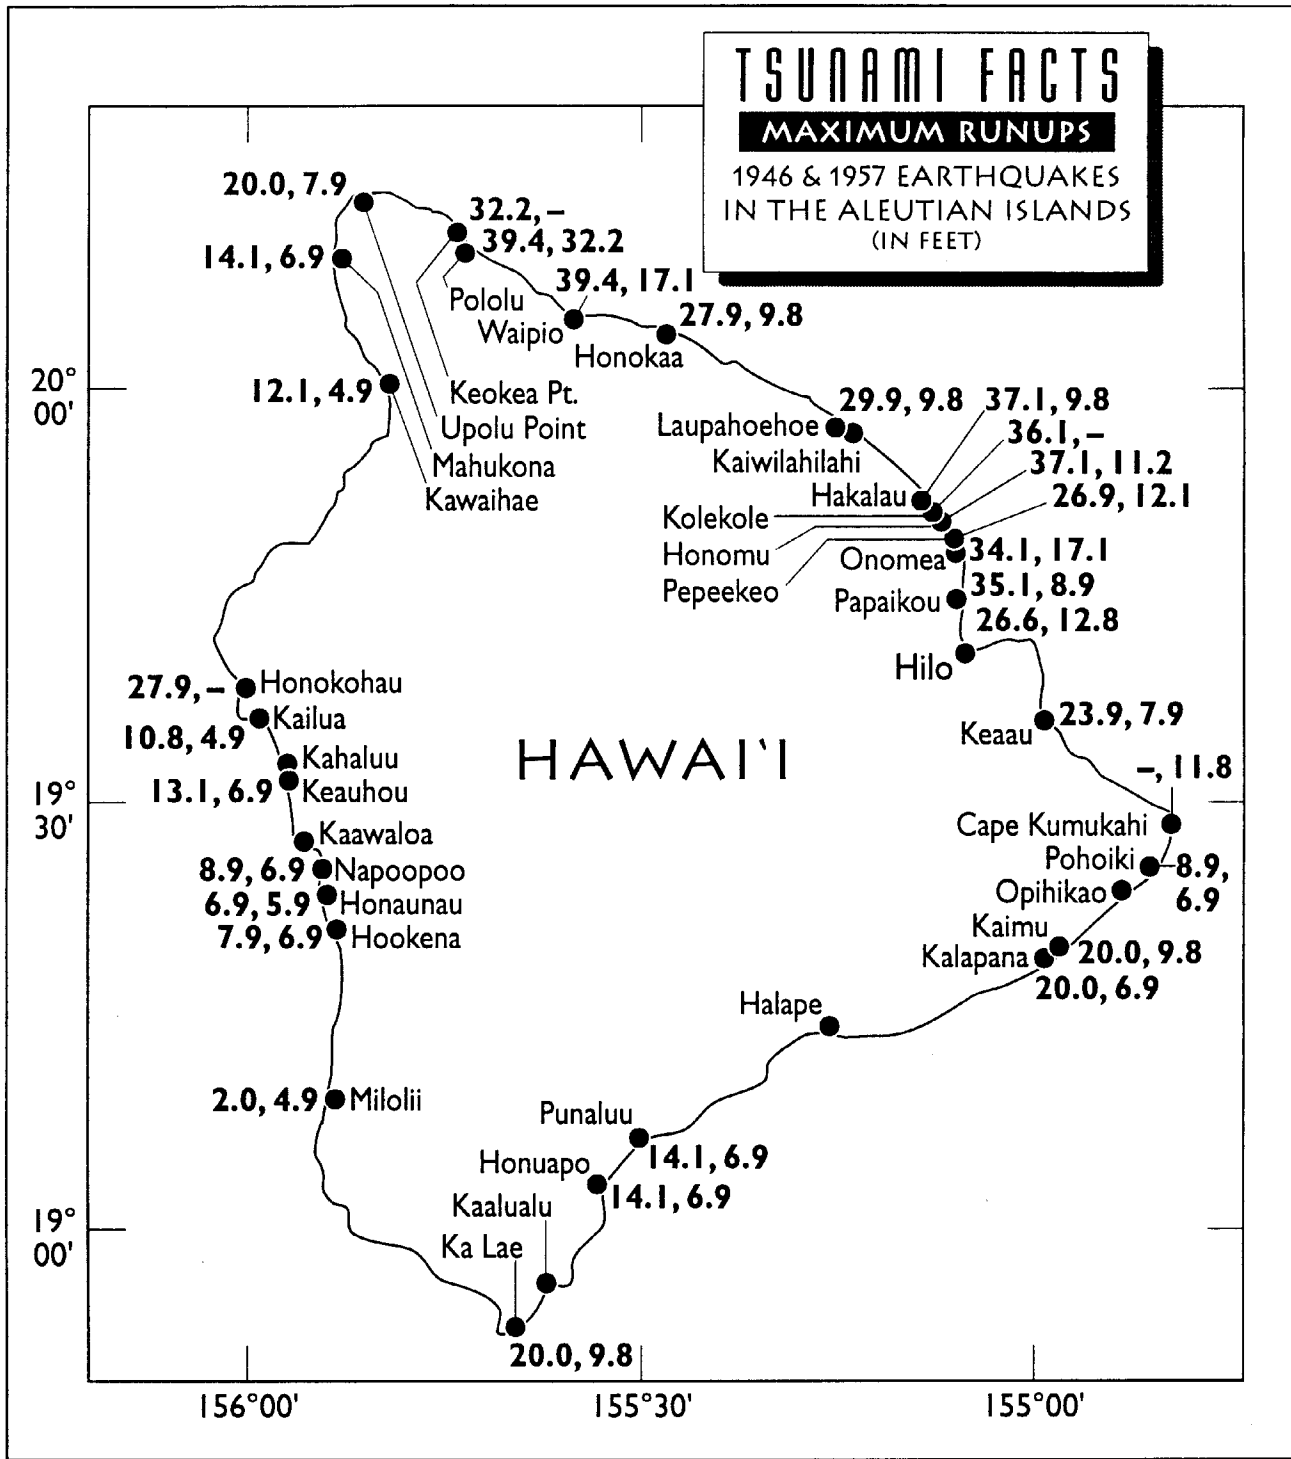 TSUNAMI FACTS
MAXIMUM RUNUPS
1946 & 1957 EARTHQUAKES
IN THE ALEUTIAN ISLANDS
(IN FEET)
20.0, 7.9
32.2, –
39.4, 32.2
14.1, 6.9
39.4, 17.1
Pololu
27.9, 9.8
Waipio
Honokaa
20°
00'
12.1, 4.9
Keokea Pt.
29.9, 9.8
37.1, 9.8
Upolu Point
Laupahoehoe
36.1, –
Mahukona
Kaiwilahilahi
37.1, 11.2
Kawaihae
Hakalau
26.9, 12.1
Kolekole
Honomu
Onomea
34.1, 17.1
Pepeekeo
Papaikou
35.1, 8.9
26.6, 12.8
Hilo
27.9, –
Honokohau
Kailua
23.9, 7.9
10.8, 4.9
Keaau
Kahaluu
HAWAI‘I
–, 11.8
13.1, 6.9
Keauhou
19°
30'
Kaawaloa
Cape Kumukahi
8.9, 6.9
Napoopoo
Pohoiki
8.9,
6.9
6.9, 5.9
Honaunau
Opihikao
7.9, 6.9
Hookena
Kaimu
20.0, 9.8
Kalapana
20.0, 6.9
Halape
2.0, 4.9
Milolii
Punaluu
14.1, 6.9
Honuapo
14.1, 6.9
Kaalualu
19°
00'
Ka Lae
20.0, 9.8
156°00'
155°30'
155°00'